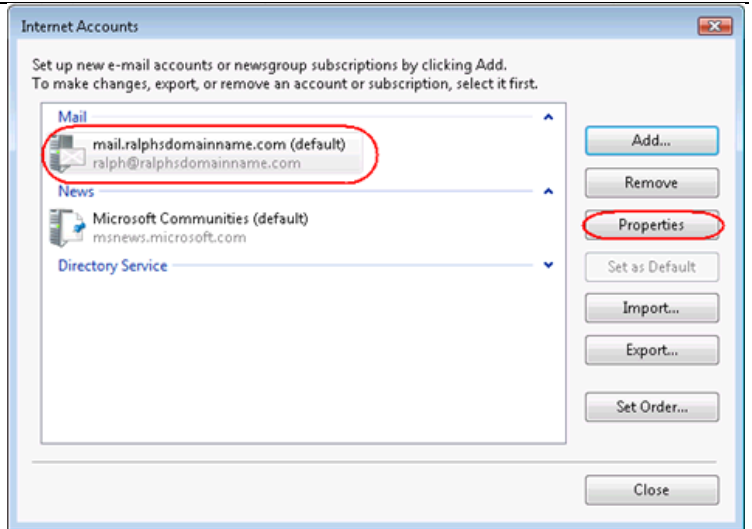 Internet Accounts
Set up new e-mail accounts or newsgroup subscriptions by clicking Add.
To make changes, export, or remove an account or subscription, select it first.
Mail
mail.ralphsdomainname.com (default)
ralph@ralphsdomainname.com
News
Microsoft Communities (default)
msnews.microsoft.com
Directory Service
Add...
Remove
Properties
Set as Default
Import...
Export...
Set Order...
Close